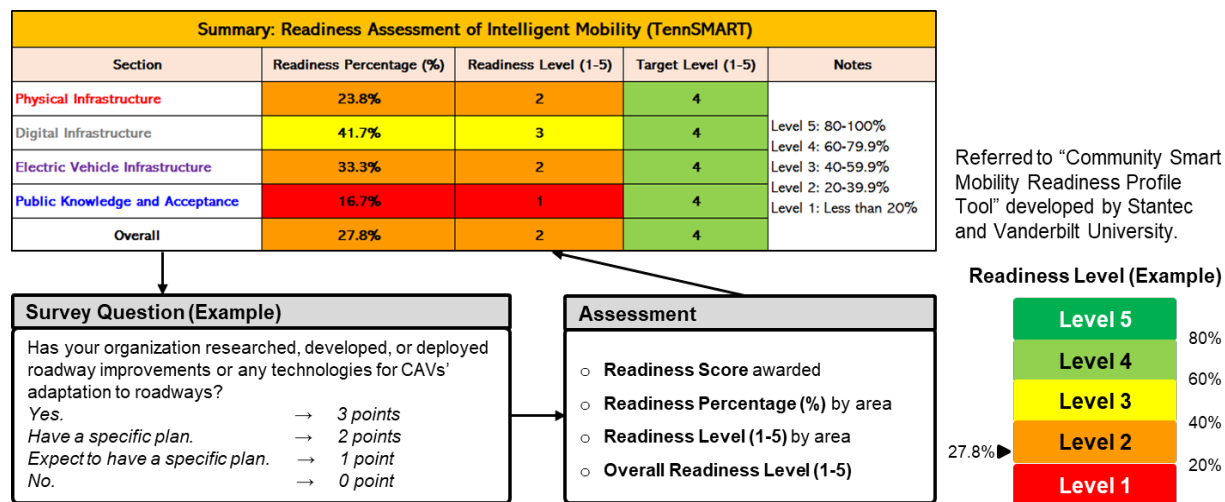 Summary: Readiness Assessment of Intelligent Mobility (TennSMART)
Section Readiness Percentage (%) Readiness Level (1-5) Target Level (1-5) Notes
Physical Infrastructure 23.8% 2 4
Digital Infrastructure 41.7% 3 4
Electric Vehicle Infrastructure 33.3% 2 4
Public Knowledge and Acceptance 16.7% 1 4
Overall 27.8% 2 4
Level 5: 80-100%
Level 4: 60-79.9%
Level 3: 40-59.9%
Level 2: 20-39.9%
Level 1: Less than 20%
Referred to “Community Smart
Mobility Readiness Profile
Tool” developed by Stantec
and Vanderbilt University.
Survey Question (Example)
Has your organization researched, developed, or deployed
roadway improvements or any technologies for CAVs’
adaptation to roadways?
Yes. → 3 points
Have a specific plan. → 2 points
Expect to have a specific plan. → 1 point
No. → 0 point
Assessment
o Readiness Score awarded
o Readiness Percentage (%) by area
o Readiness Level (1-5) by area
o Overall Readiness Level (1-5)
Readiness Level (Example)
Level 5
80%
Level 4
60%
Level 3
40%
27.8% Level 2
20%
Level 1